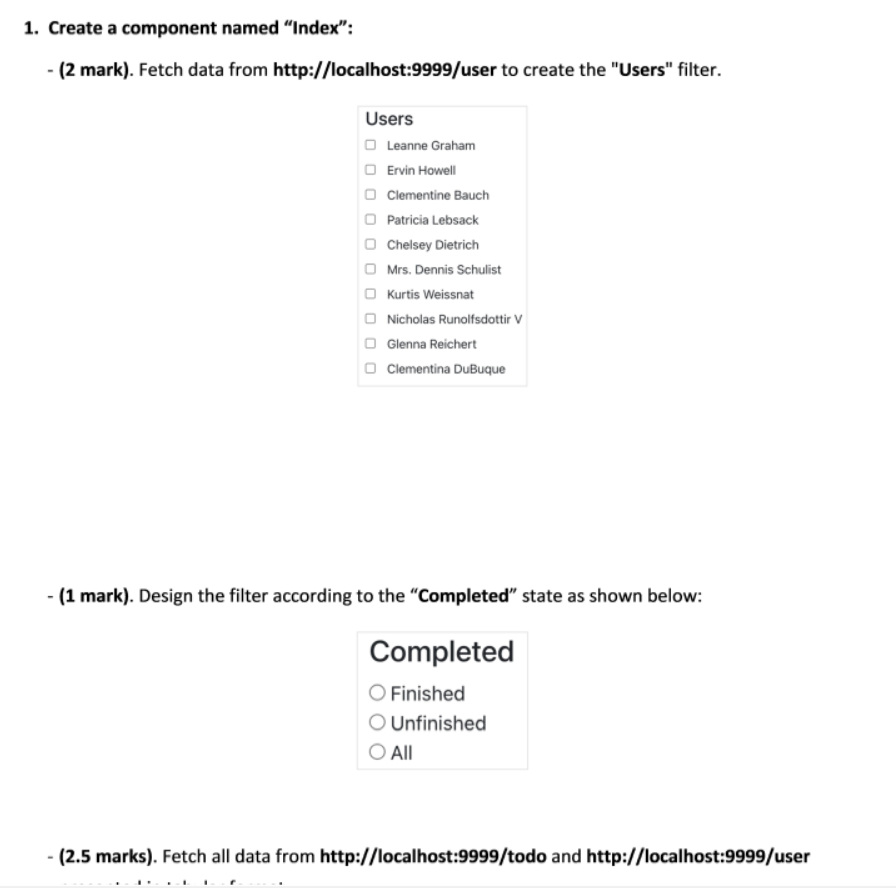 1. Create a component named “Index”:
- (2 mark). Fetch data from http://localhost:9999/user to create the "Users" filter.
Users
Leanne Graham
Ervin Howell
Clementine Bauch
Patricia Lebsack
Chelsey Dietrich
Mrs. Dennis Schulist
Kurtis Weissnat
Nicholas Runolfsdottir V
Glenna Reichert
Clementina DuBuque
- (1 mark). Design the filter according to the “Completed” state as shown below:
Completed
Finished
Unfinished
All
- (2.5 marks). Fetch all data from http://localhost:9999/todo and http://localhost:9999/user